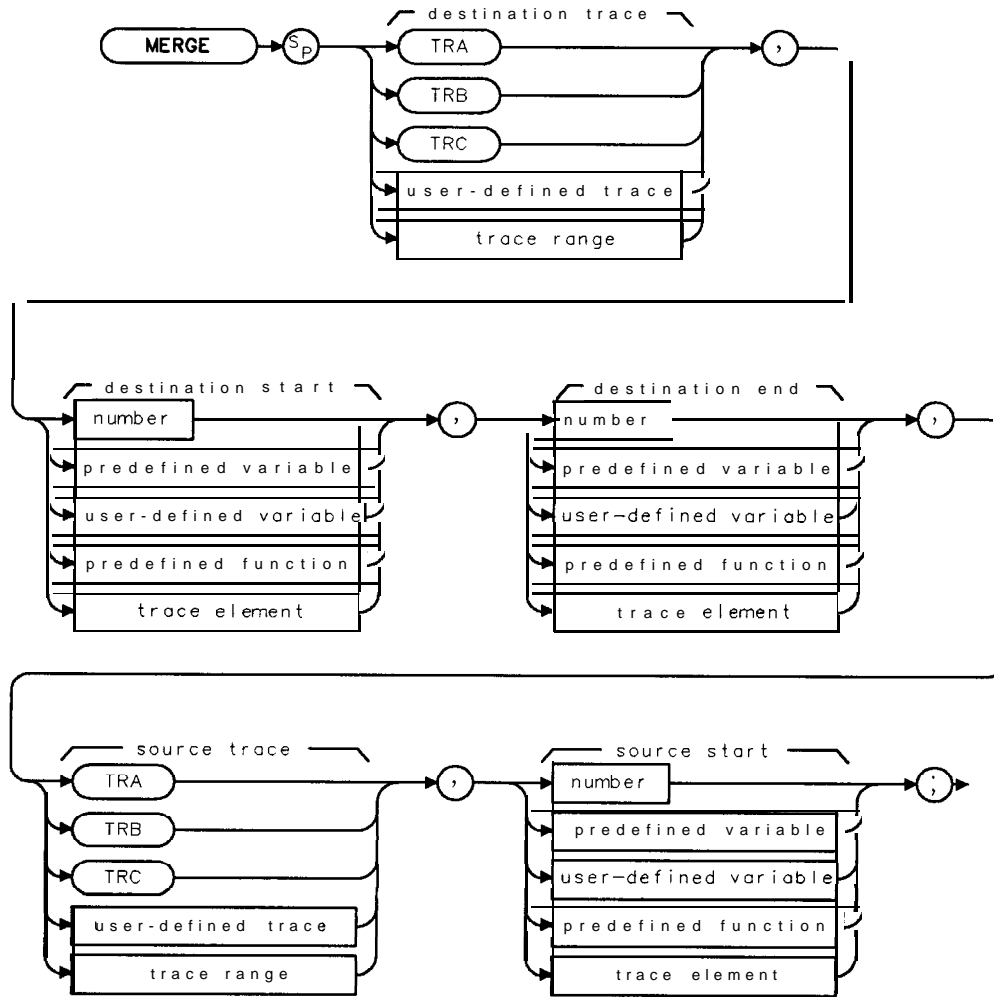 destination trace
MERGE SP TRA ,
TRB
TRC
user-defined trace
trace range
destination start destination end
number , number ,
predefined variable predefined variable
user-defined variable user-defined variable
predefined function predefined function
trace element trace element
source trace source start
TRA , number ;
TRB predefined variable
TRC user-defined variable
user-defined trace predefined function
trace range trace element